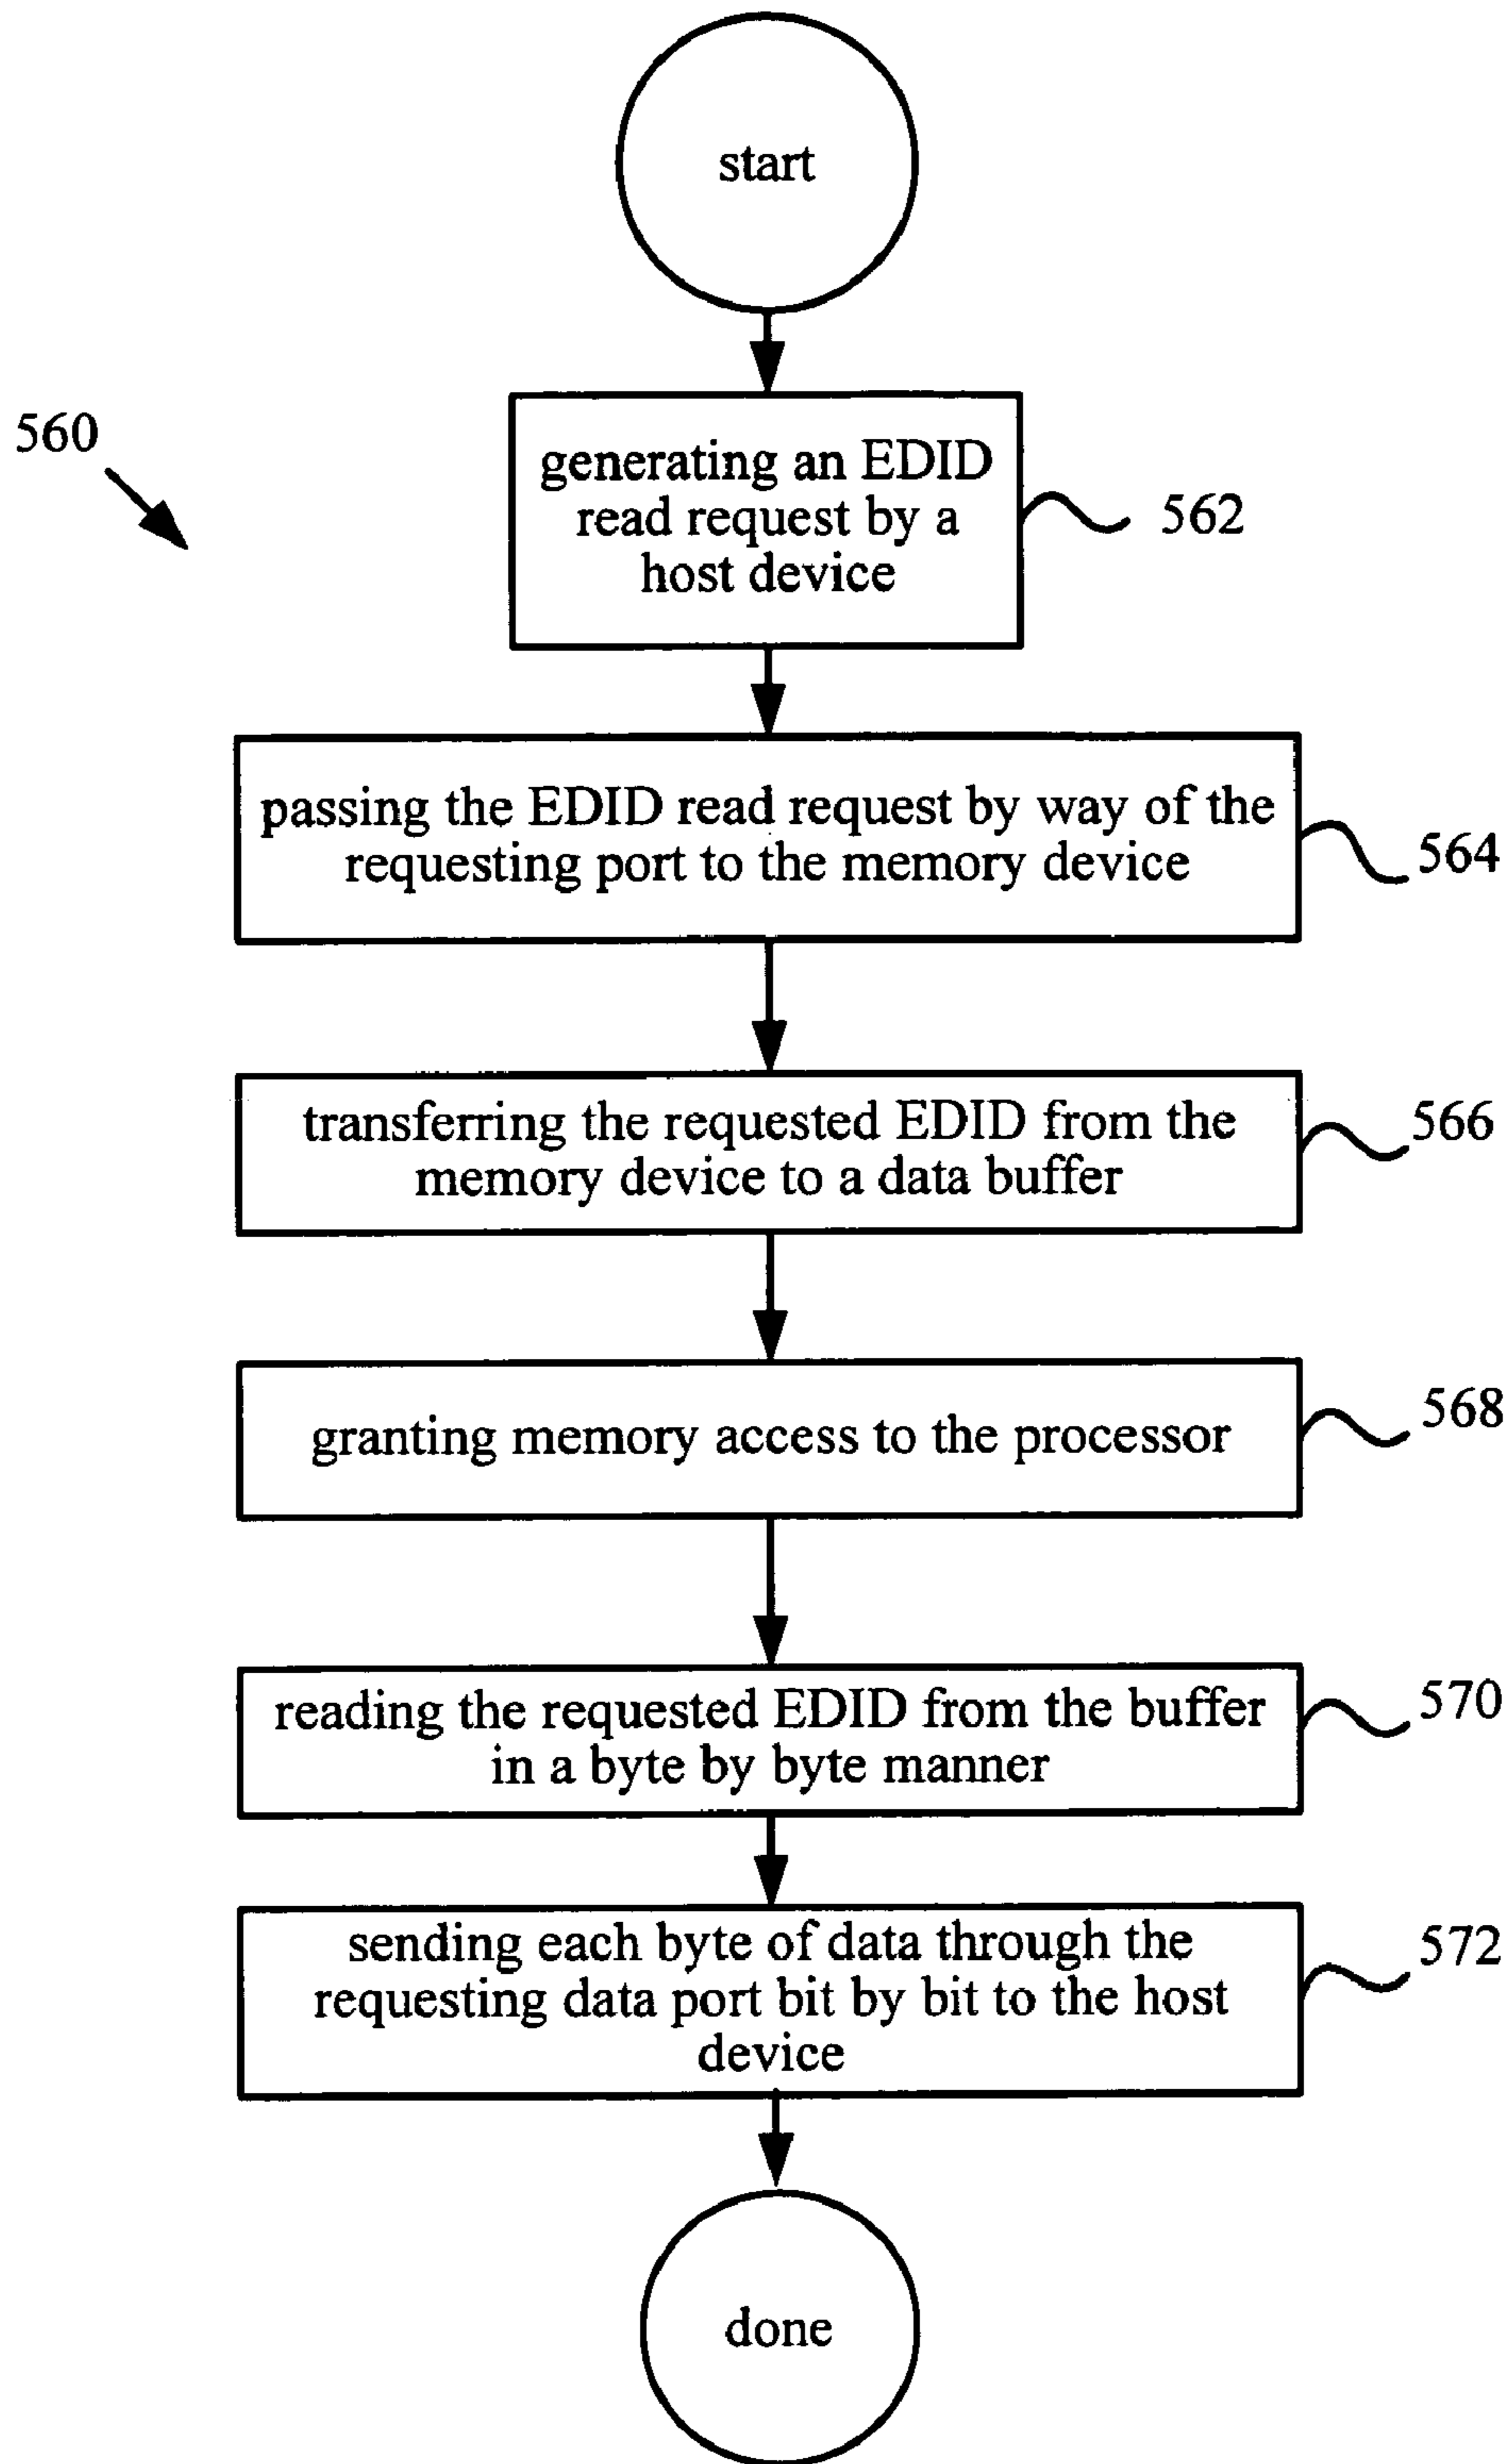 start
560
generating an EDID
read request by a
host device
562
passing the EDID read request by way of the
requesting port to the memory device
564
transferring the requested EDID from the
memory device to a data buffer
566
granting memory access to the processor
568
reading the requested EDID from the buffer
in a byte by byte manner
570
sending each byte of data through the
requesting data port bit by bit to the host
device
572
done